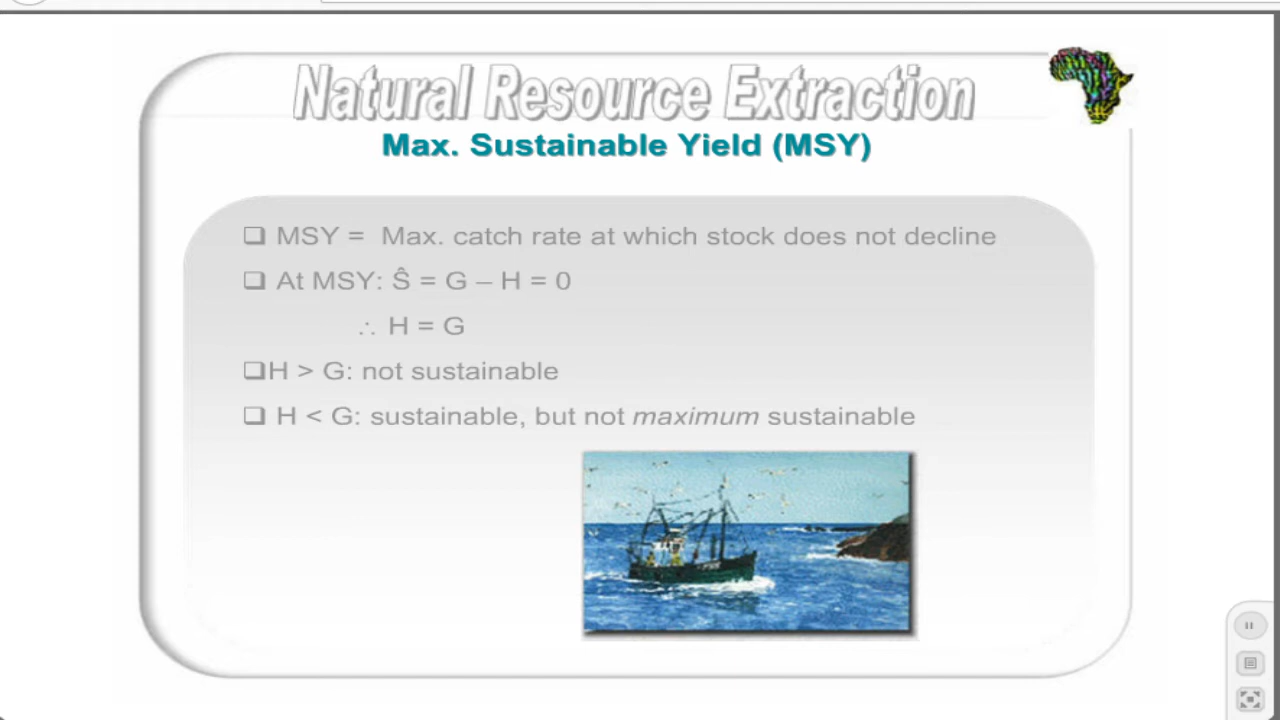 Natural Resource Extraction
Max. Sustainable Yield (MSY)
❑ MSY = Max. catch rate at which stock does not decline
❑ At MSY: Ŝ = G – H = 0
∴ H = G
❑H > G: not sustainable
❑ H < G: sustainable, but not maximum sustainable